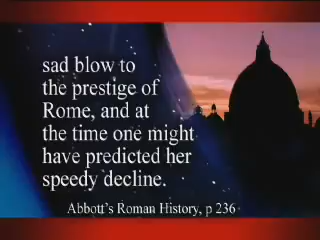 sad blow to
the prestige of
Rome, and at
the time one might
have predicted her
speedy decline.
Abbott's Roman History, p 236